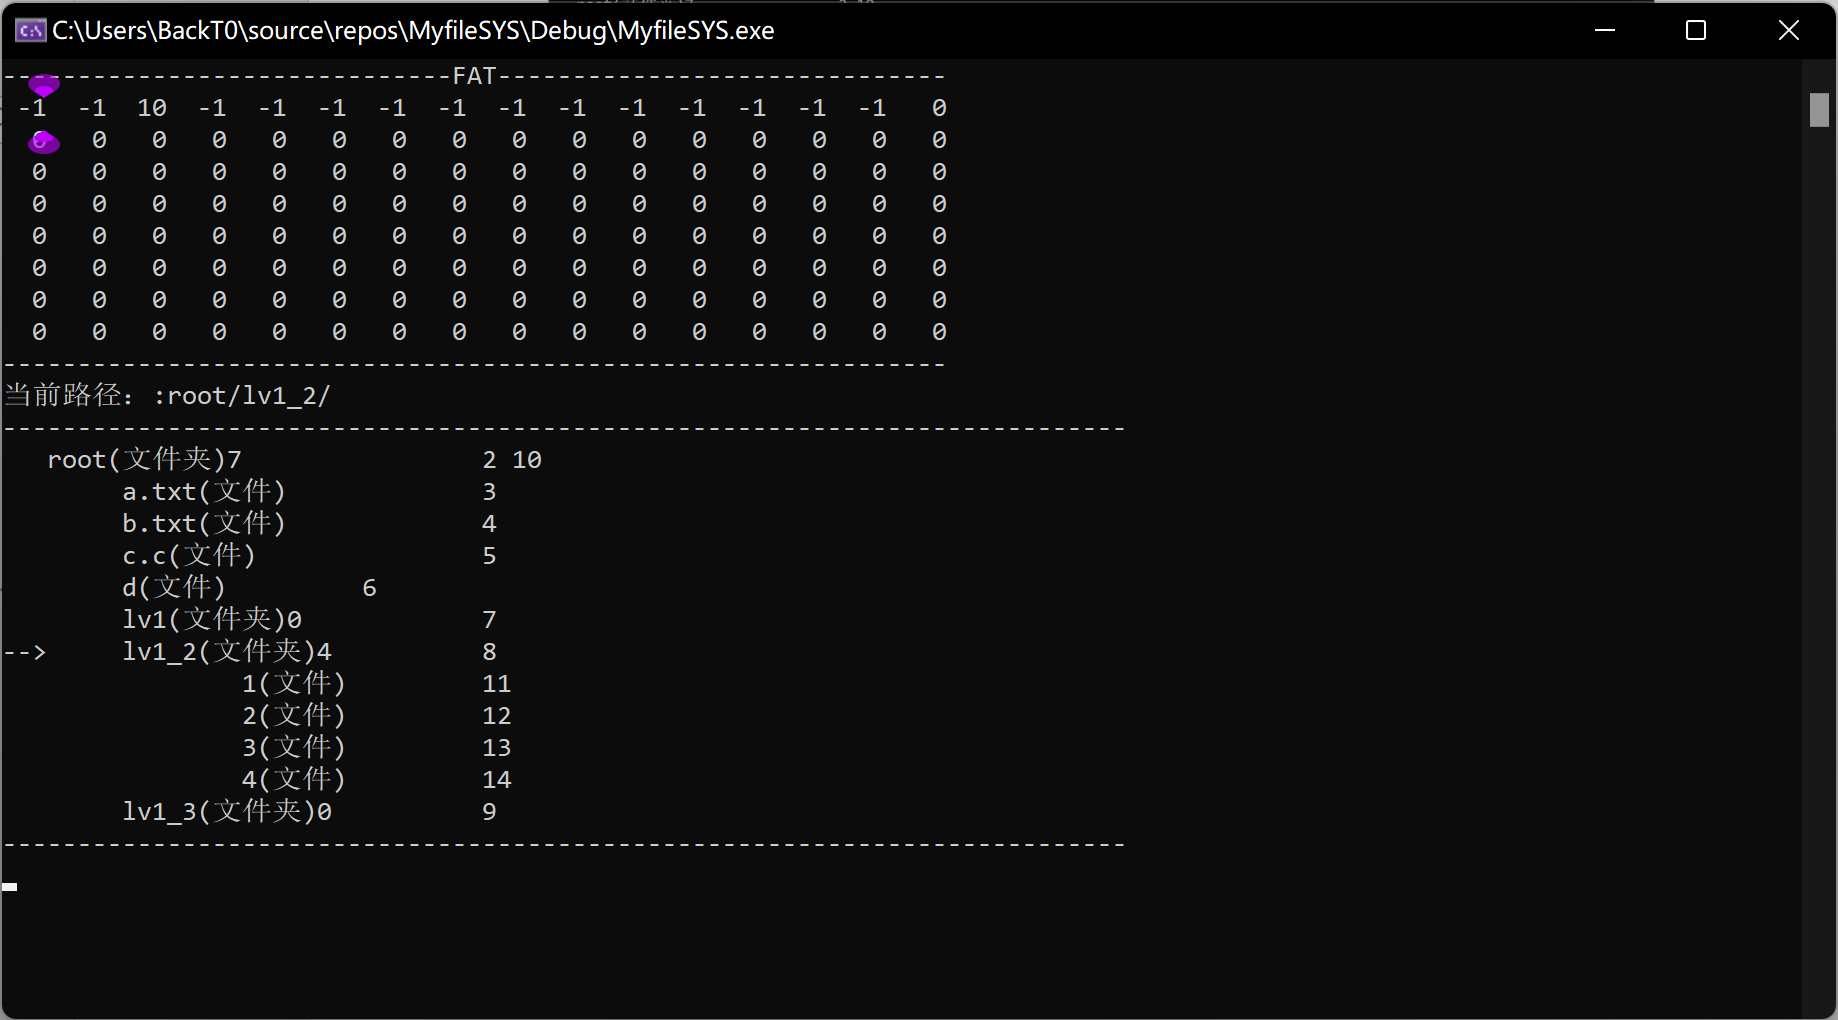 C:\Users\BackT0\source\repos\MyfileSYS\Debug\MyfileSYS.exe
------------------------------FAT------------------------------
-1 -1 10 -1 -1 -1 -1 -1 -1 -1 -1 -1 -1 -1 -1 0
0 0 0 0 0 0 0 0 0 0 0 0 0 0 0 0
0 0 0 0 0 0 0 0 0 0 0 0 0 0 0 0
0 0 0 0 0 0 0 0 0 0 0 0 0 0 0 0
0 0 0 0 0 0 0 0 0 0 0 0 0 0 0 0
0 0 0 0 0 0 0 0 0 0 0 0 0 0 0 0
0 0 0 0 0 0 0 0 0 0 0 0 0 0 0 0
0 0 0 0 0 0 0 0 0 0 0 0 0 0 0 0
---------------------------------------------------------------
当前路径: :root/lv1_2/
---------------------------------------------------------------------------
root(文件夹)7 2 10
a.txt(文件) 3
b.txt(文件) 4
c.c(文件) 5
d(文件) 6
lv1(文件夹)0 7
--> lv1_2(文件夹)4 8
1(文件) 11
2(文件) 12
3(文件) 13
4(文件) 14
lv1_3(文件夹)0 9
---------------------------------------------------------------------------